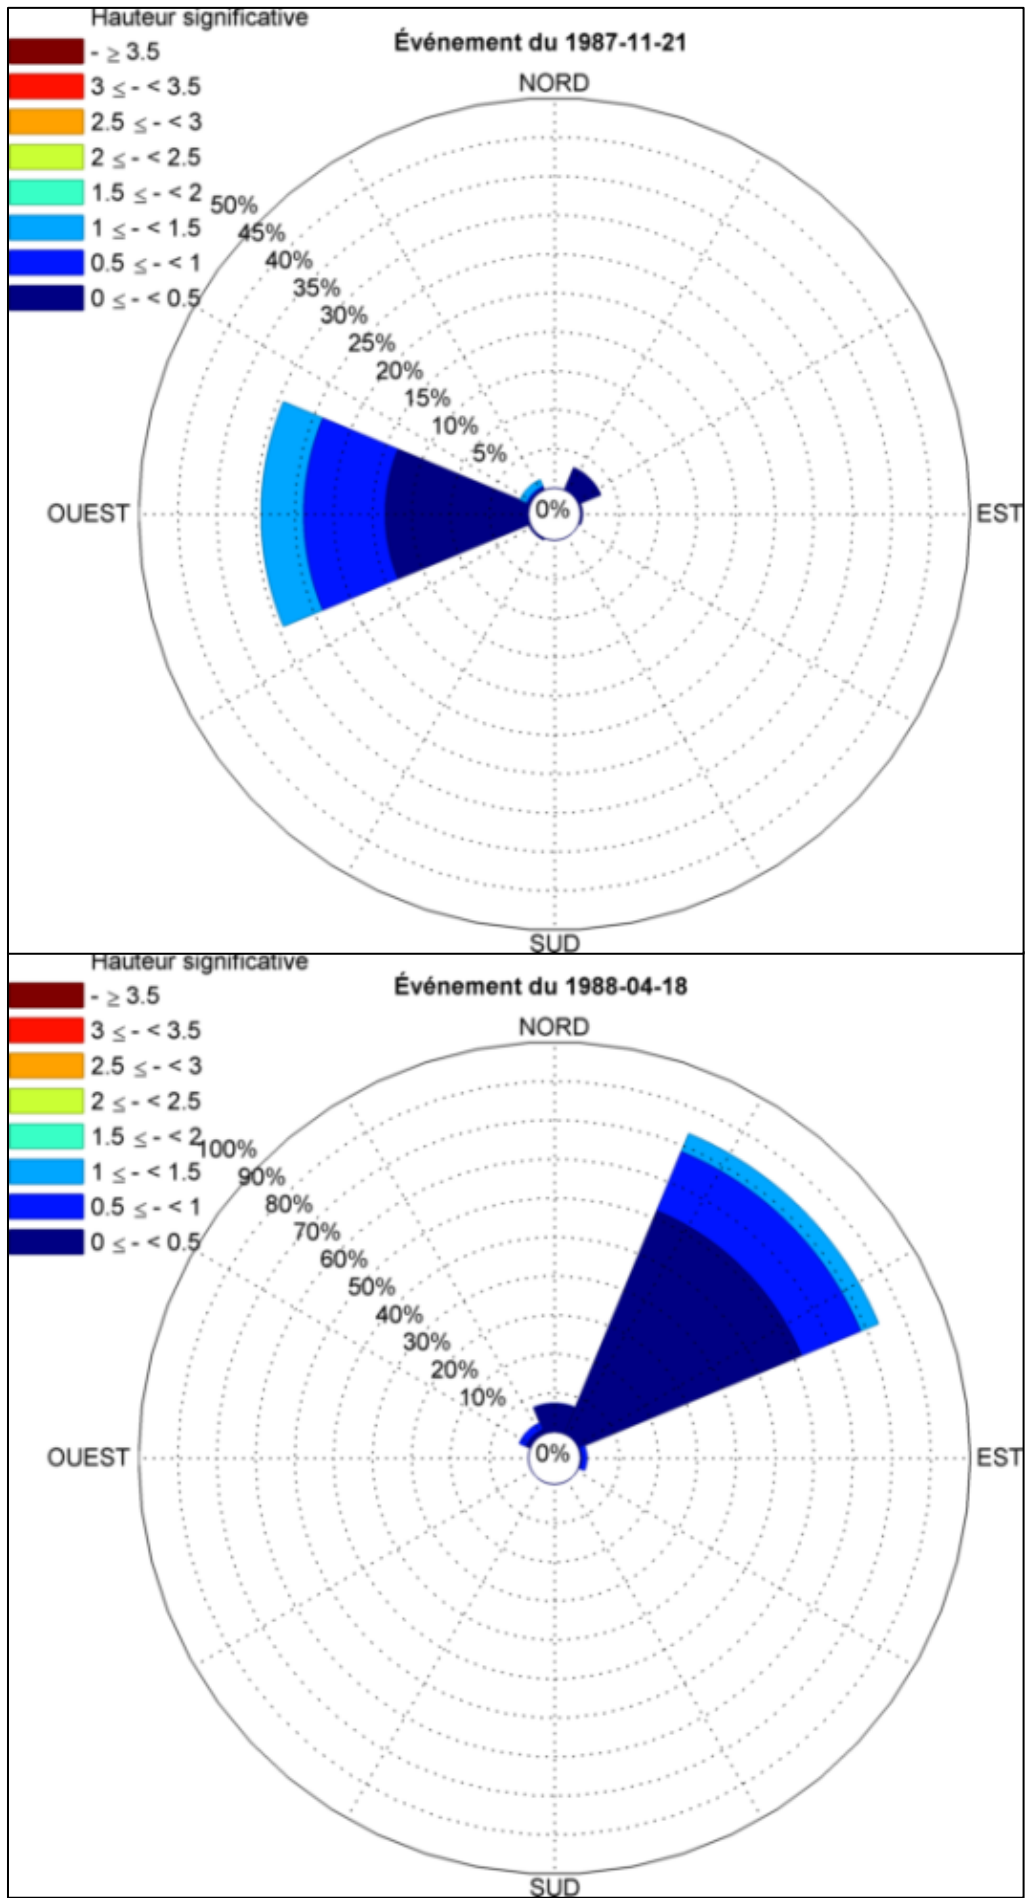 Hauteur significative
Événement du 1987-11-21
- ≥ 3.5
3 ≤ - < 3.5
2.5 ≤ - < 3
2 ≤ - < 2.5
1.5 ≤ - < 2
1 ≤ - < 1.5
0.5 ≤ - < 1
0 ≤ - < 0.5
NORD
50%
45%
40%
35%
30%
25%
20%
15%
10%
5%
0%
OUEST
EST
SUD
Hauteur significative
Événement du 1988-04-18
- ≥ 3.5
3 ≤ - < 3.5
2.5 ≤ - < 3
2 ≤ - < 2.5
1.5 ≤ - < 2
1 ≤ - < 1.5
0.5 ≤ - < 1
0 ≤ - < 0.5
NORD
100%
90%
80%
70%
60%
50%
40%
30%
20%
10%
0%
OUEST
EST
SUD